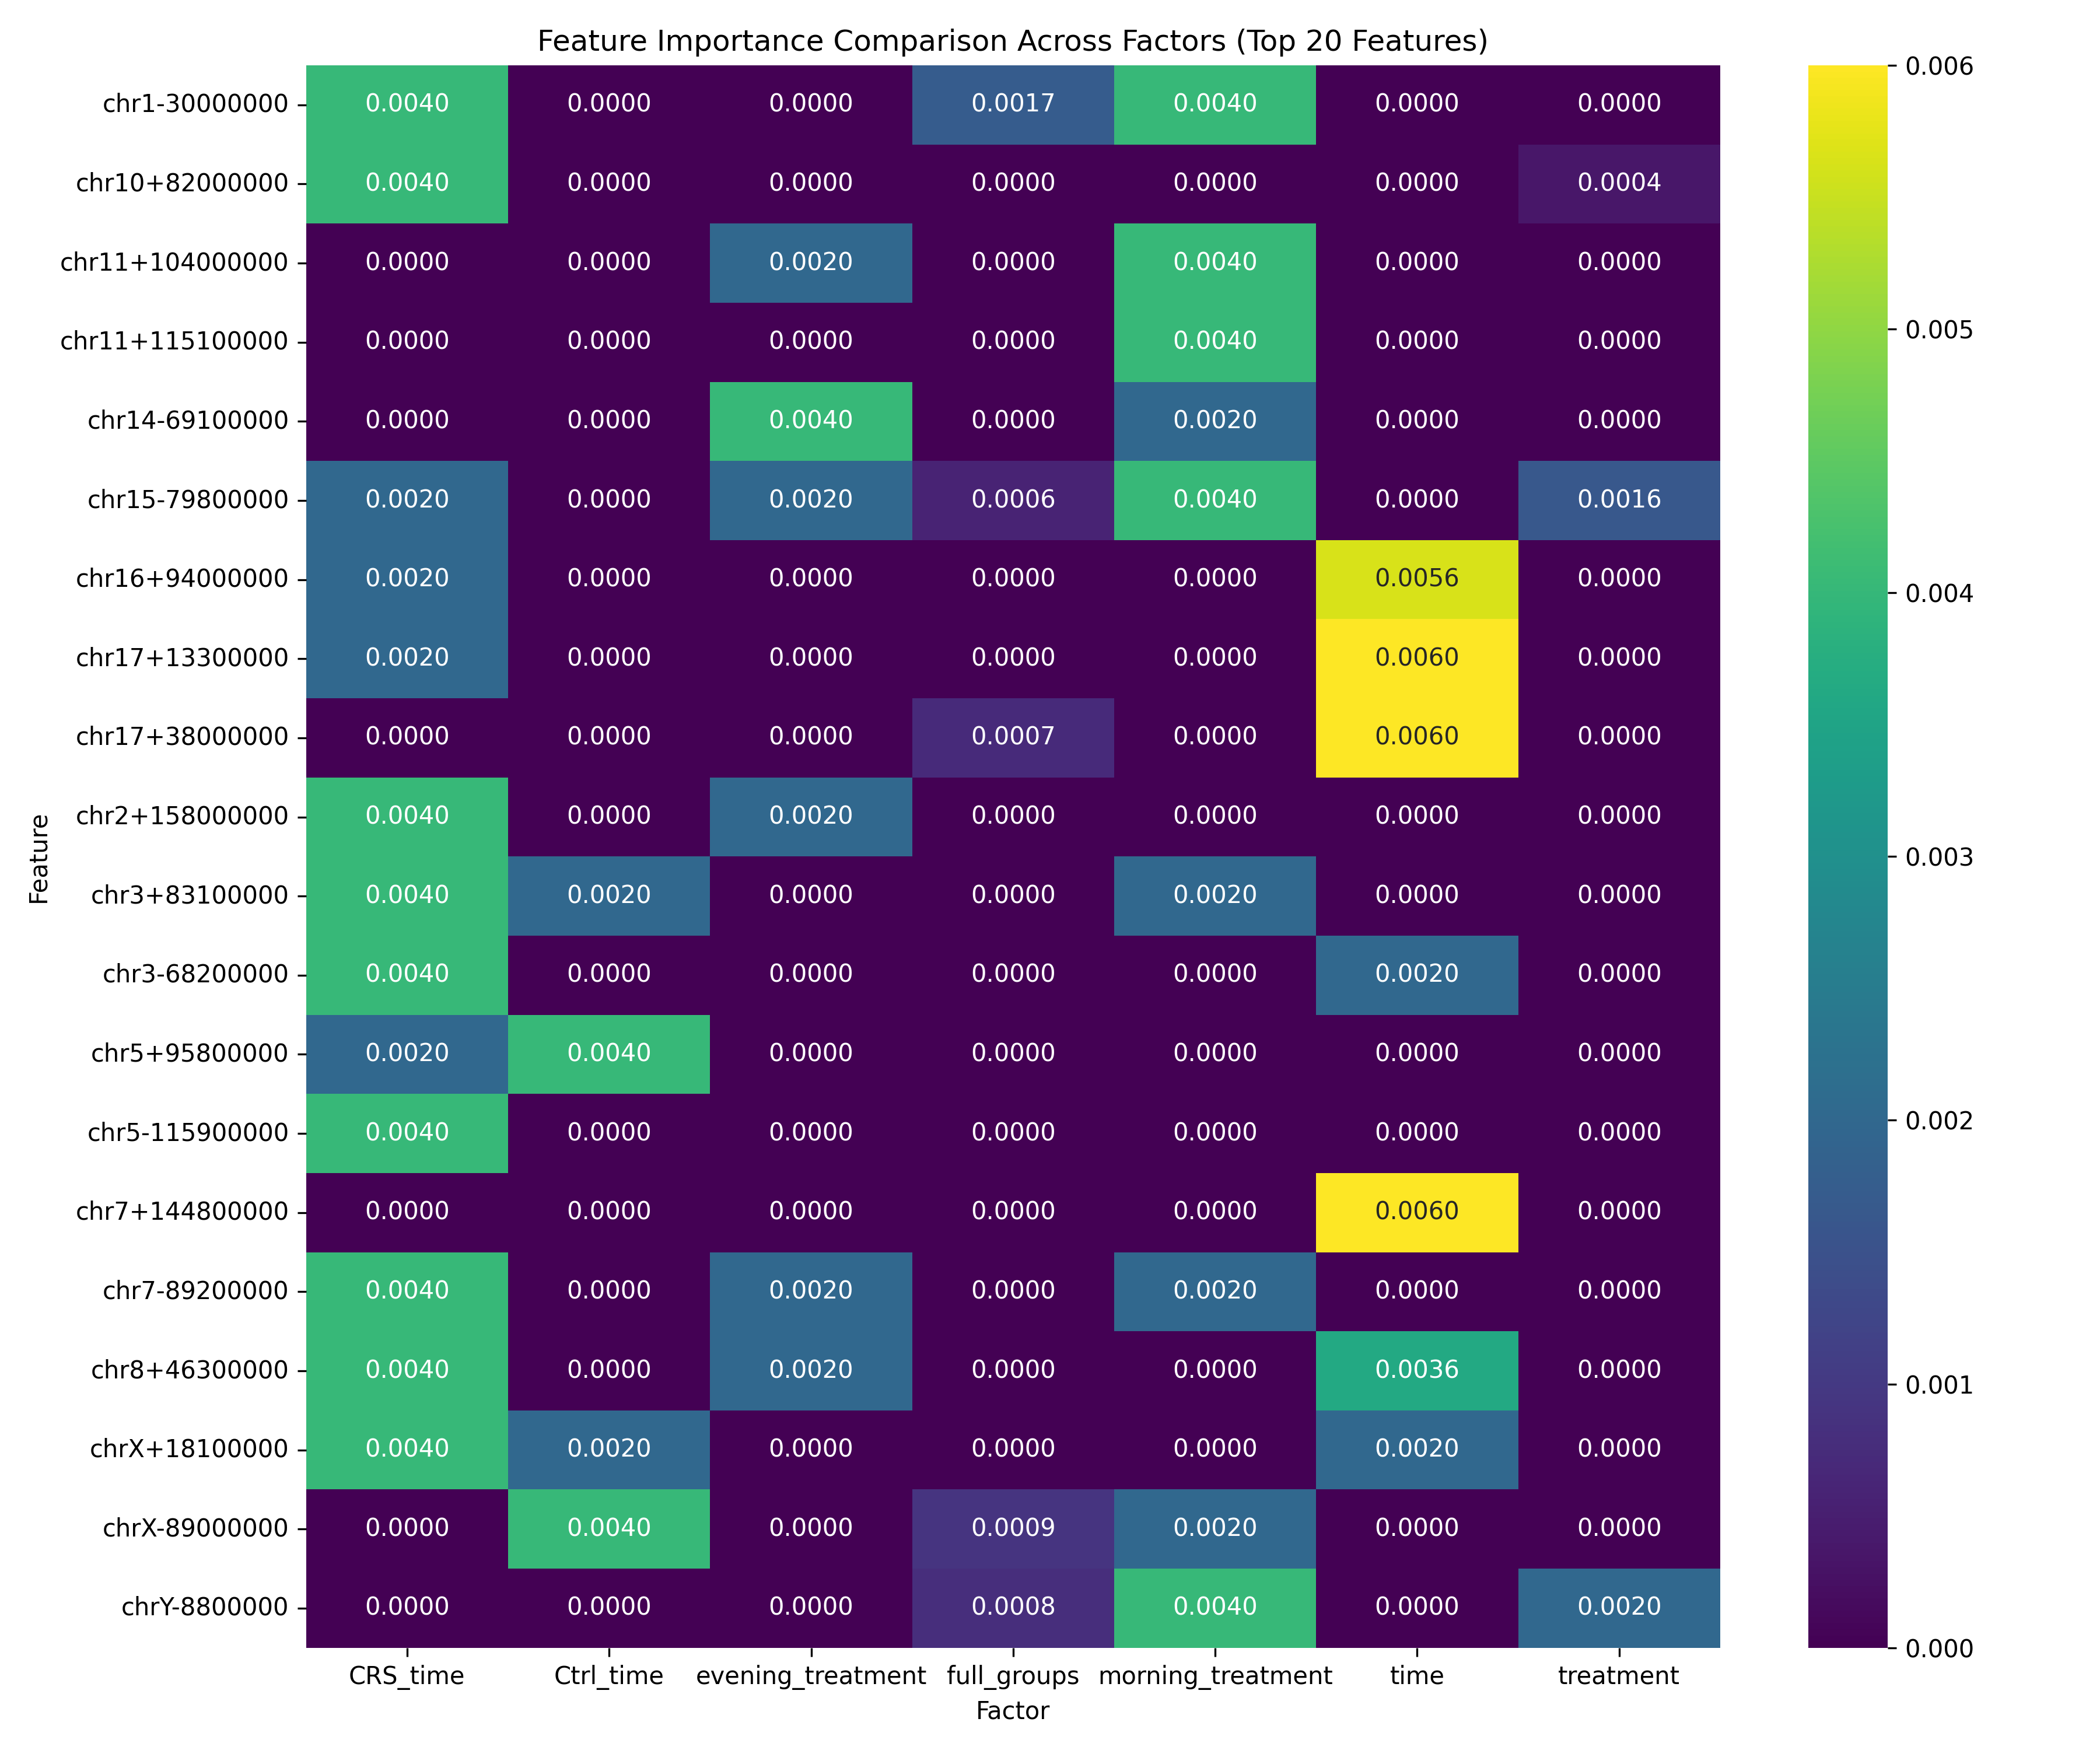 Feature Importance Comparison Across Factors (Top 20 Features)
Feature
chr1-30000000 0.0040 0.0000 0.0000 0.0017 0.0040 0.0000 0.0000
chr10+82000000 0.0040 0.0000 0.0000 0.0000 0.0000 0.0000 0.0004
chr11+104000000 0.0000 0.0000 0.0020 0.0000 0.0040 0.0000 0.0000
chr11+115100000 0.0000 0.0000 0.0000 0.0000 0.0040 0.0000 0.0000
chr14-69100000 0.0000 0.0000 0.0040 0.0000 0.0020 0.0000 0.0000
chr15-79800000 0.0020 0.0000 0.0020 0.0006 0.0040 0.0000 0.0016
chr16+94000000 0.0020 0.0000 0.0000 0.0000 0.0000 0.0056 0.0000
chr17+13300000 0.0020 0.0000 0.0000 0.0000 0.0000 0.0060 0.0000
chr17+38000000 0.0000 0.0000 0.0000 0.0007 0.0000 0.0060 0.0000
chr2+158000000 0.0040 0.0000 0.0020 0.0000 0.0000 0.0000 0.0000
chr3+83100000 0.0040 0.0020 0.0000 0.0000 0.0020 0.0000 0.0000
chr3-68200000 0.0040 0.0000 0.0000 0.0000 0.0000 0.0020 0.0000
chr5+95800000 0.0020 0.0040 0.0000 0.0000 0.0000 0.0000 0.0000
chr5-115900000 0.0040 0.0000 0.0000 0.0000 0.0000 0.0000 0.0000
chr7+144800000 0.0000 0.0000 0.0000 0.0000 0.0000 0.0060 0.0000
chr7-89200000 0.0040 0.0000 0.0020 0.0000 0.0020 0.0000 0.0000
chr8+46300000 0.0040 0.0000 0.0020 0.0000 0.0000 0.0036 0.0000
chrX+18100000 0.0040 0.0020 0.0000 0.0000 0.0000 0.0020 0.0000
chrX-89000000 0.0000 0.0040 0.0000 0.0009 0.0020 0.0000 0.0000
chrY-8800000 0.0000 0.0000 0.0000 0.0008 0.0040 0.0000 0.0020
CRS_time Ctrl_time evening_treatment full_groups morning_treatment time treatment
Factor
0.006
0.005
0.004
0.003
0.002
0.001
0.000